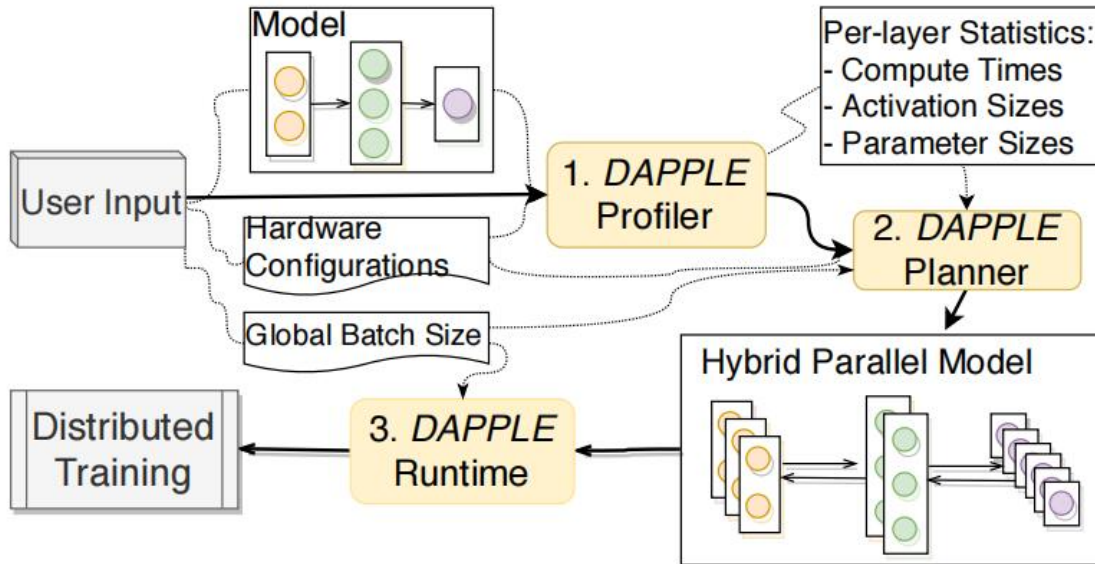 Model
Per-layer Statistics:
- Compute Times
- Activation Sizes
- Parameter Sizes
User Input
1. DAPPLE
Profiler
Hardware
Configurations
2. DAPPLE
Planner
Global Batch Size
Hybrid Parallel Model
3. DAPPLE
Runtime
Distributed
Training